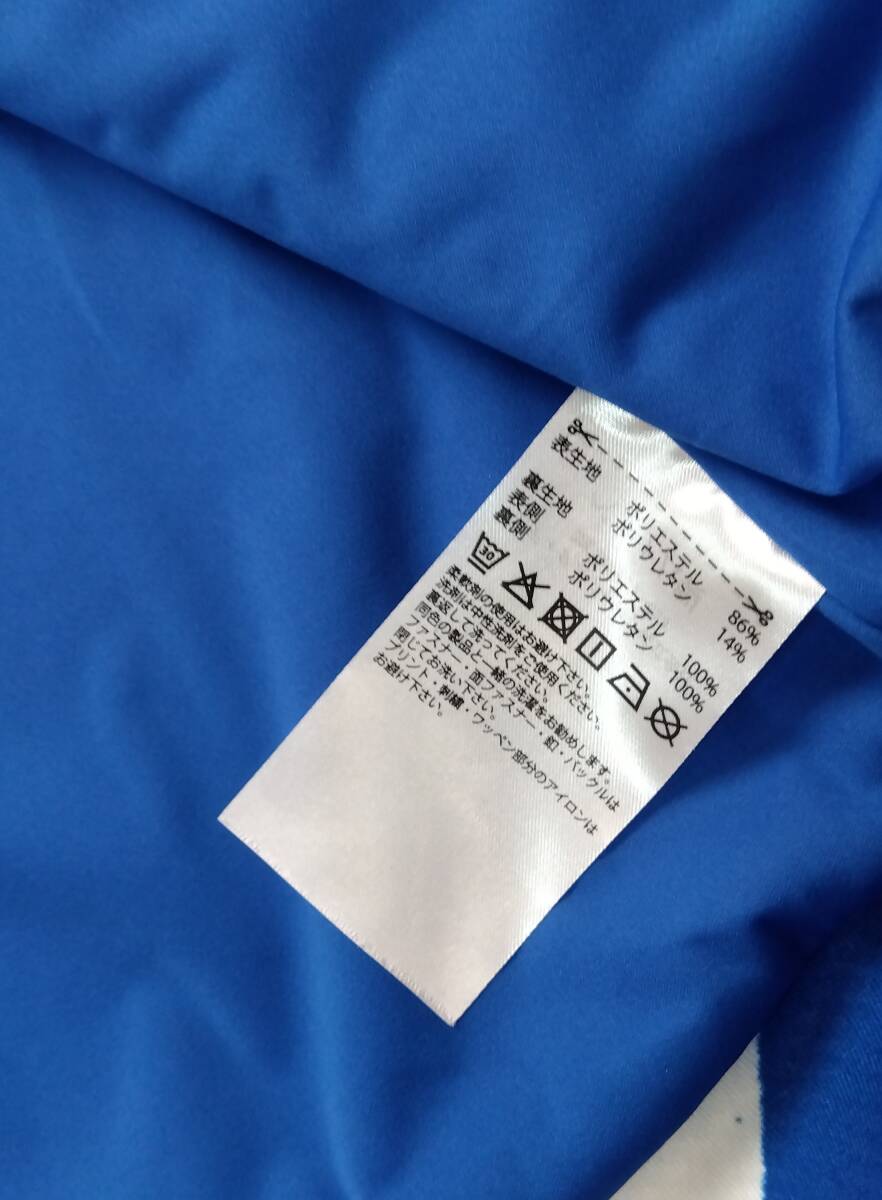 表生地 ポリエステル 86%
ポリウレタン 14%
裏生地
表側 ポリエステル 100%
裏側 ポリウレタン 100%
30
柔軟剤の使用はお避け下さい。
洗剤は中性洗剤をご使用ください。
裏返して洗ってください。
同色の製品と一緒の洗濯をお勧めします。
ファスナー・面ファスナー・釦・バックルは
閉じてお洗い下さい。
プリント・刺繍・ワッペン部分のアイロンは
お避け下さい。